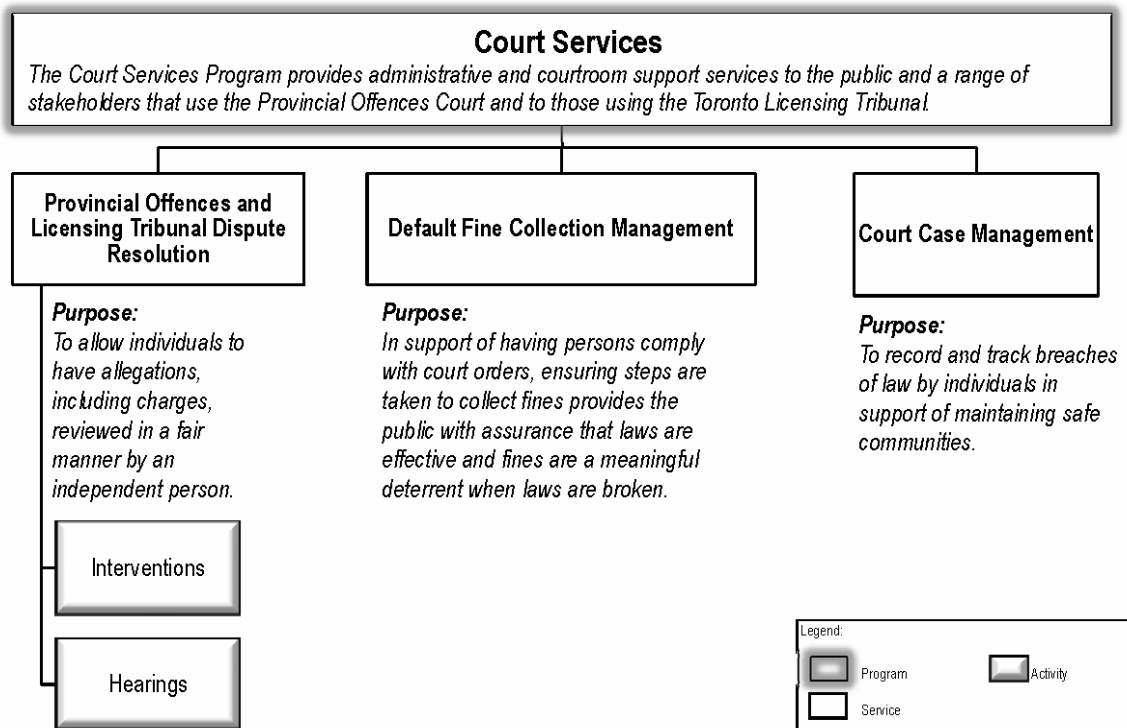 Court Services
The Court Services Program provides administrative and courtroom support services to the public and a range of
stakeholders that use the Provincial Offences Court and to those using the Toronto Licensing Tribunal.
Provincial Offences and
Licensing Tribunal Dispute
Resolution
Default Fine Collection Management
Court Case Management
Purpose:
To allow individuals to
have allegations,
including charges,
reviewed in a fair
manner by an
independent person.
Purpose:
In support of having persons comply
with court orders, ensuring steps are
taken to collect fines provides the
public with assurance that laws are
effective and fines are a meaningful
deterrent when laws are broken.
Purpose:
To record and track breaches
of law by individuals in
support of maintaining safe
communities.
Interventions
Hearings
Legend:
Program
Activity
Service